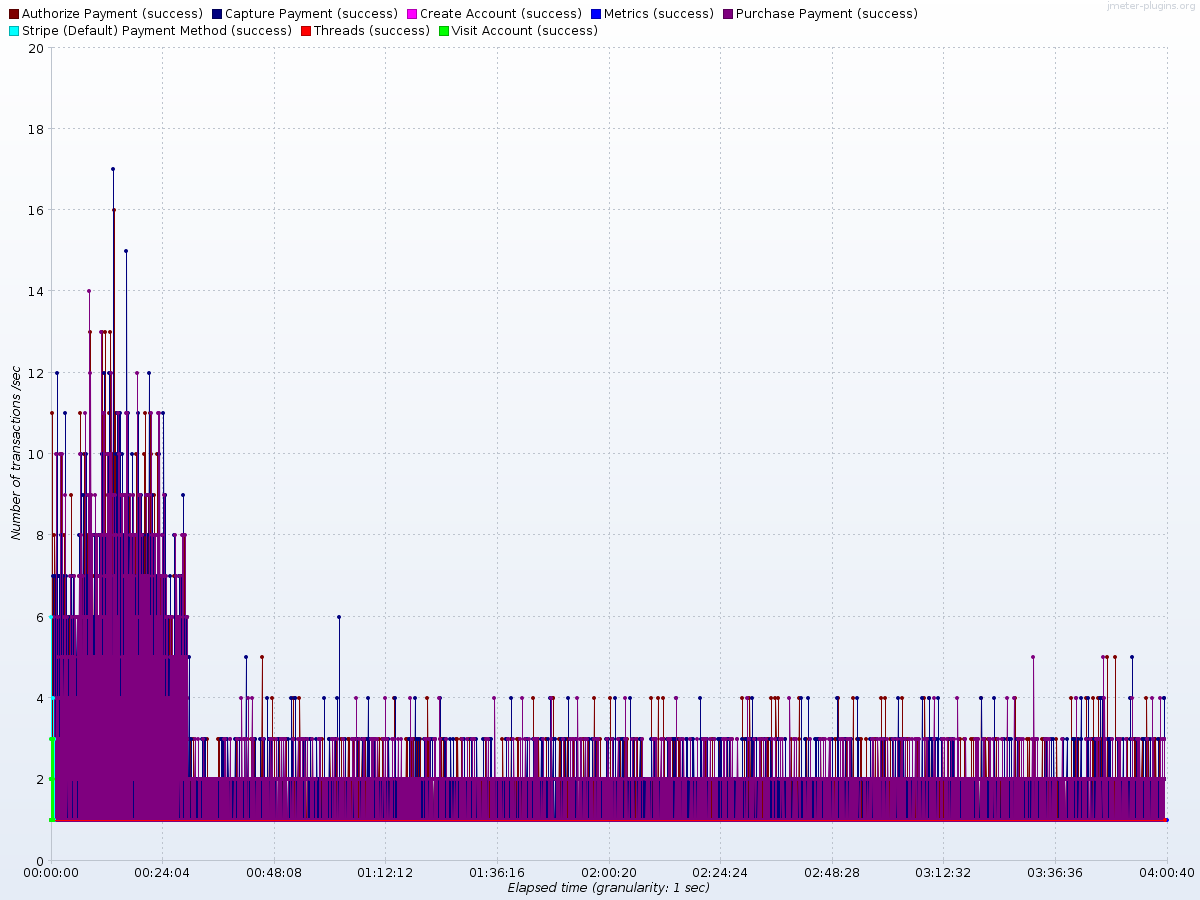 jmeter-plugins.org
Authorize Payment (success) Capture Payment (success) Create Account (success) Metrics (success) Purchase Payment (success)
Stripe (Default) Payment Method (success) Threads (success) Visit Account (success)
20
18
16
14
12
10
8
6
4
2
0
Number of transactions /sec
00:00:00 00:24:04 00:48:08 01:12:12 01:36:16 02:00:20 02:24:24 02:48:28 03:12:32 03:36:36 04:00:40
Elapsed time (granularity: 1 sec)